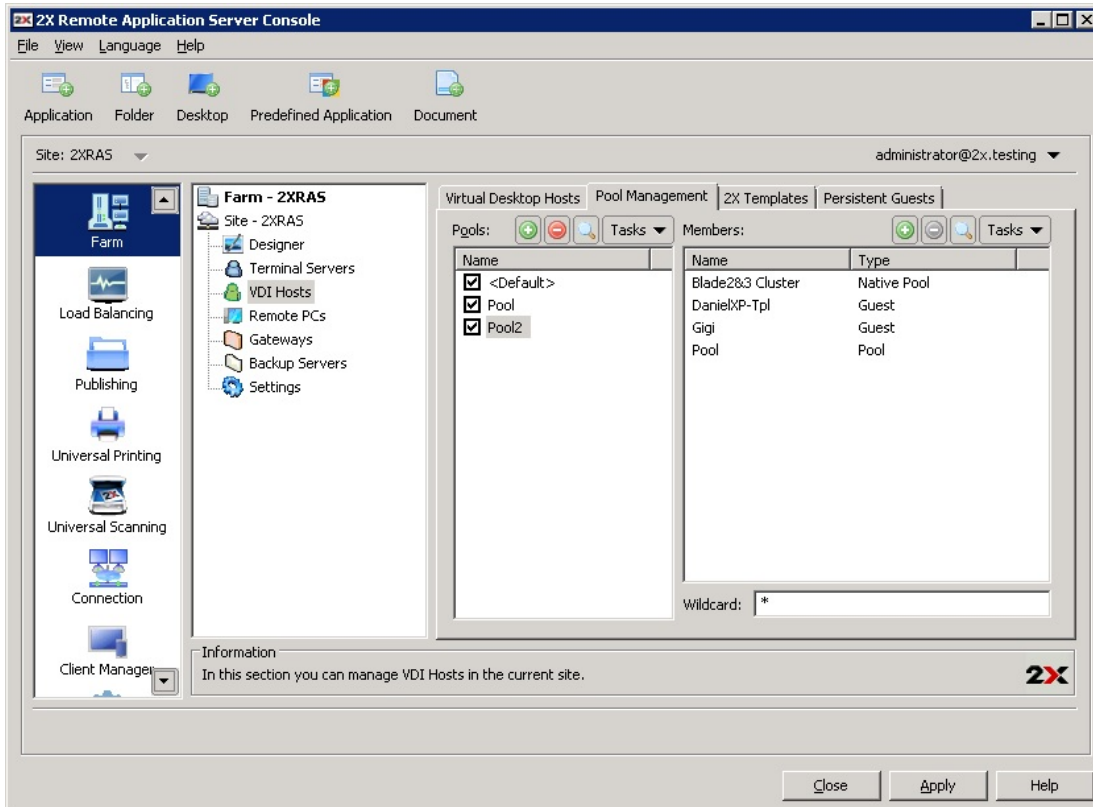 2X 2X Remote Application Server Console
File View Language Help
Application Folder Desktop Predefined Application Document
Site: 2XRAS administrator@2x.testing
Farm
Load Balancing
Publishing
Universal Printing
2X
Universal Scanning
Connection
Client Manager
Farm - 2XRAS
Site - 2XRAS
Designer
Terminal Servers
VDI Hosts
Remote PCs
Gateways
Backup Servers
Settings
Virtual Desktop Hosts Pool Management 2X Templates Persistent Guests
Pools: Tasks
Name
<Default>
Pool
Pool2
Members: Tasks
Name Type
Blade2&3 Cluster Native Pool
DanielXP-Tpl Guest
Gigi Guest
Pool Pool
Wildcard: *
Information
In this section you can manage VDI Hosts in the current site.
2X
Close Apply Help